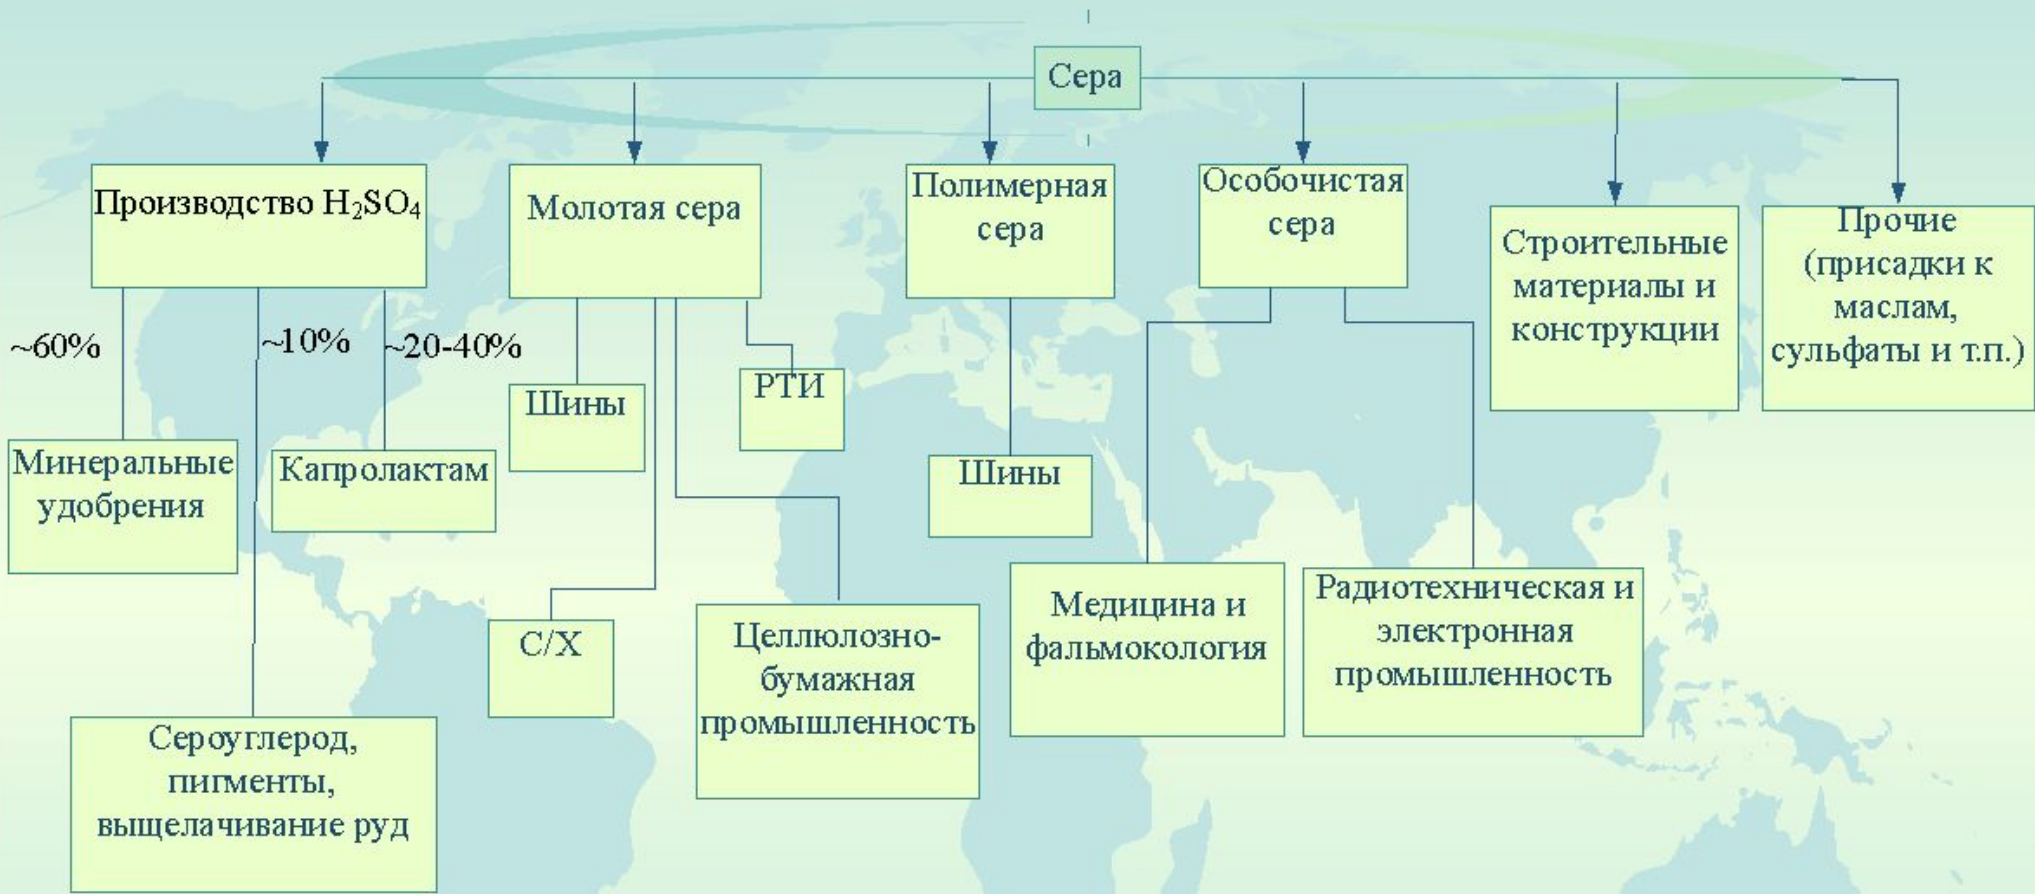 Сера
Производство H₂SO₄
Молотая сера
Полимерная
сера
Особочистая
сера
Строительные
материалы и
конструкции
Прочие
(присадки к
маслам,
сульфаты и т.п.)
~60%
~10%
~20-40%
Шины
РТИ
Минеральные
удобрения
Капролактам
Шины
С/Х
Целлюлозно-
бумажная
промышленность
Медицина и
фальмокология
Радиотехническая и
электронная
промышленность
Сероуглерод,
пигменты,
выщелачивание руд